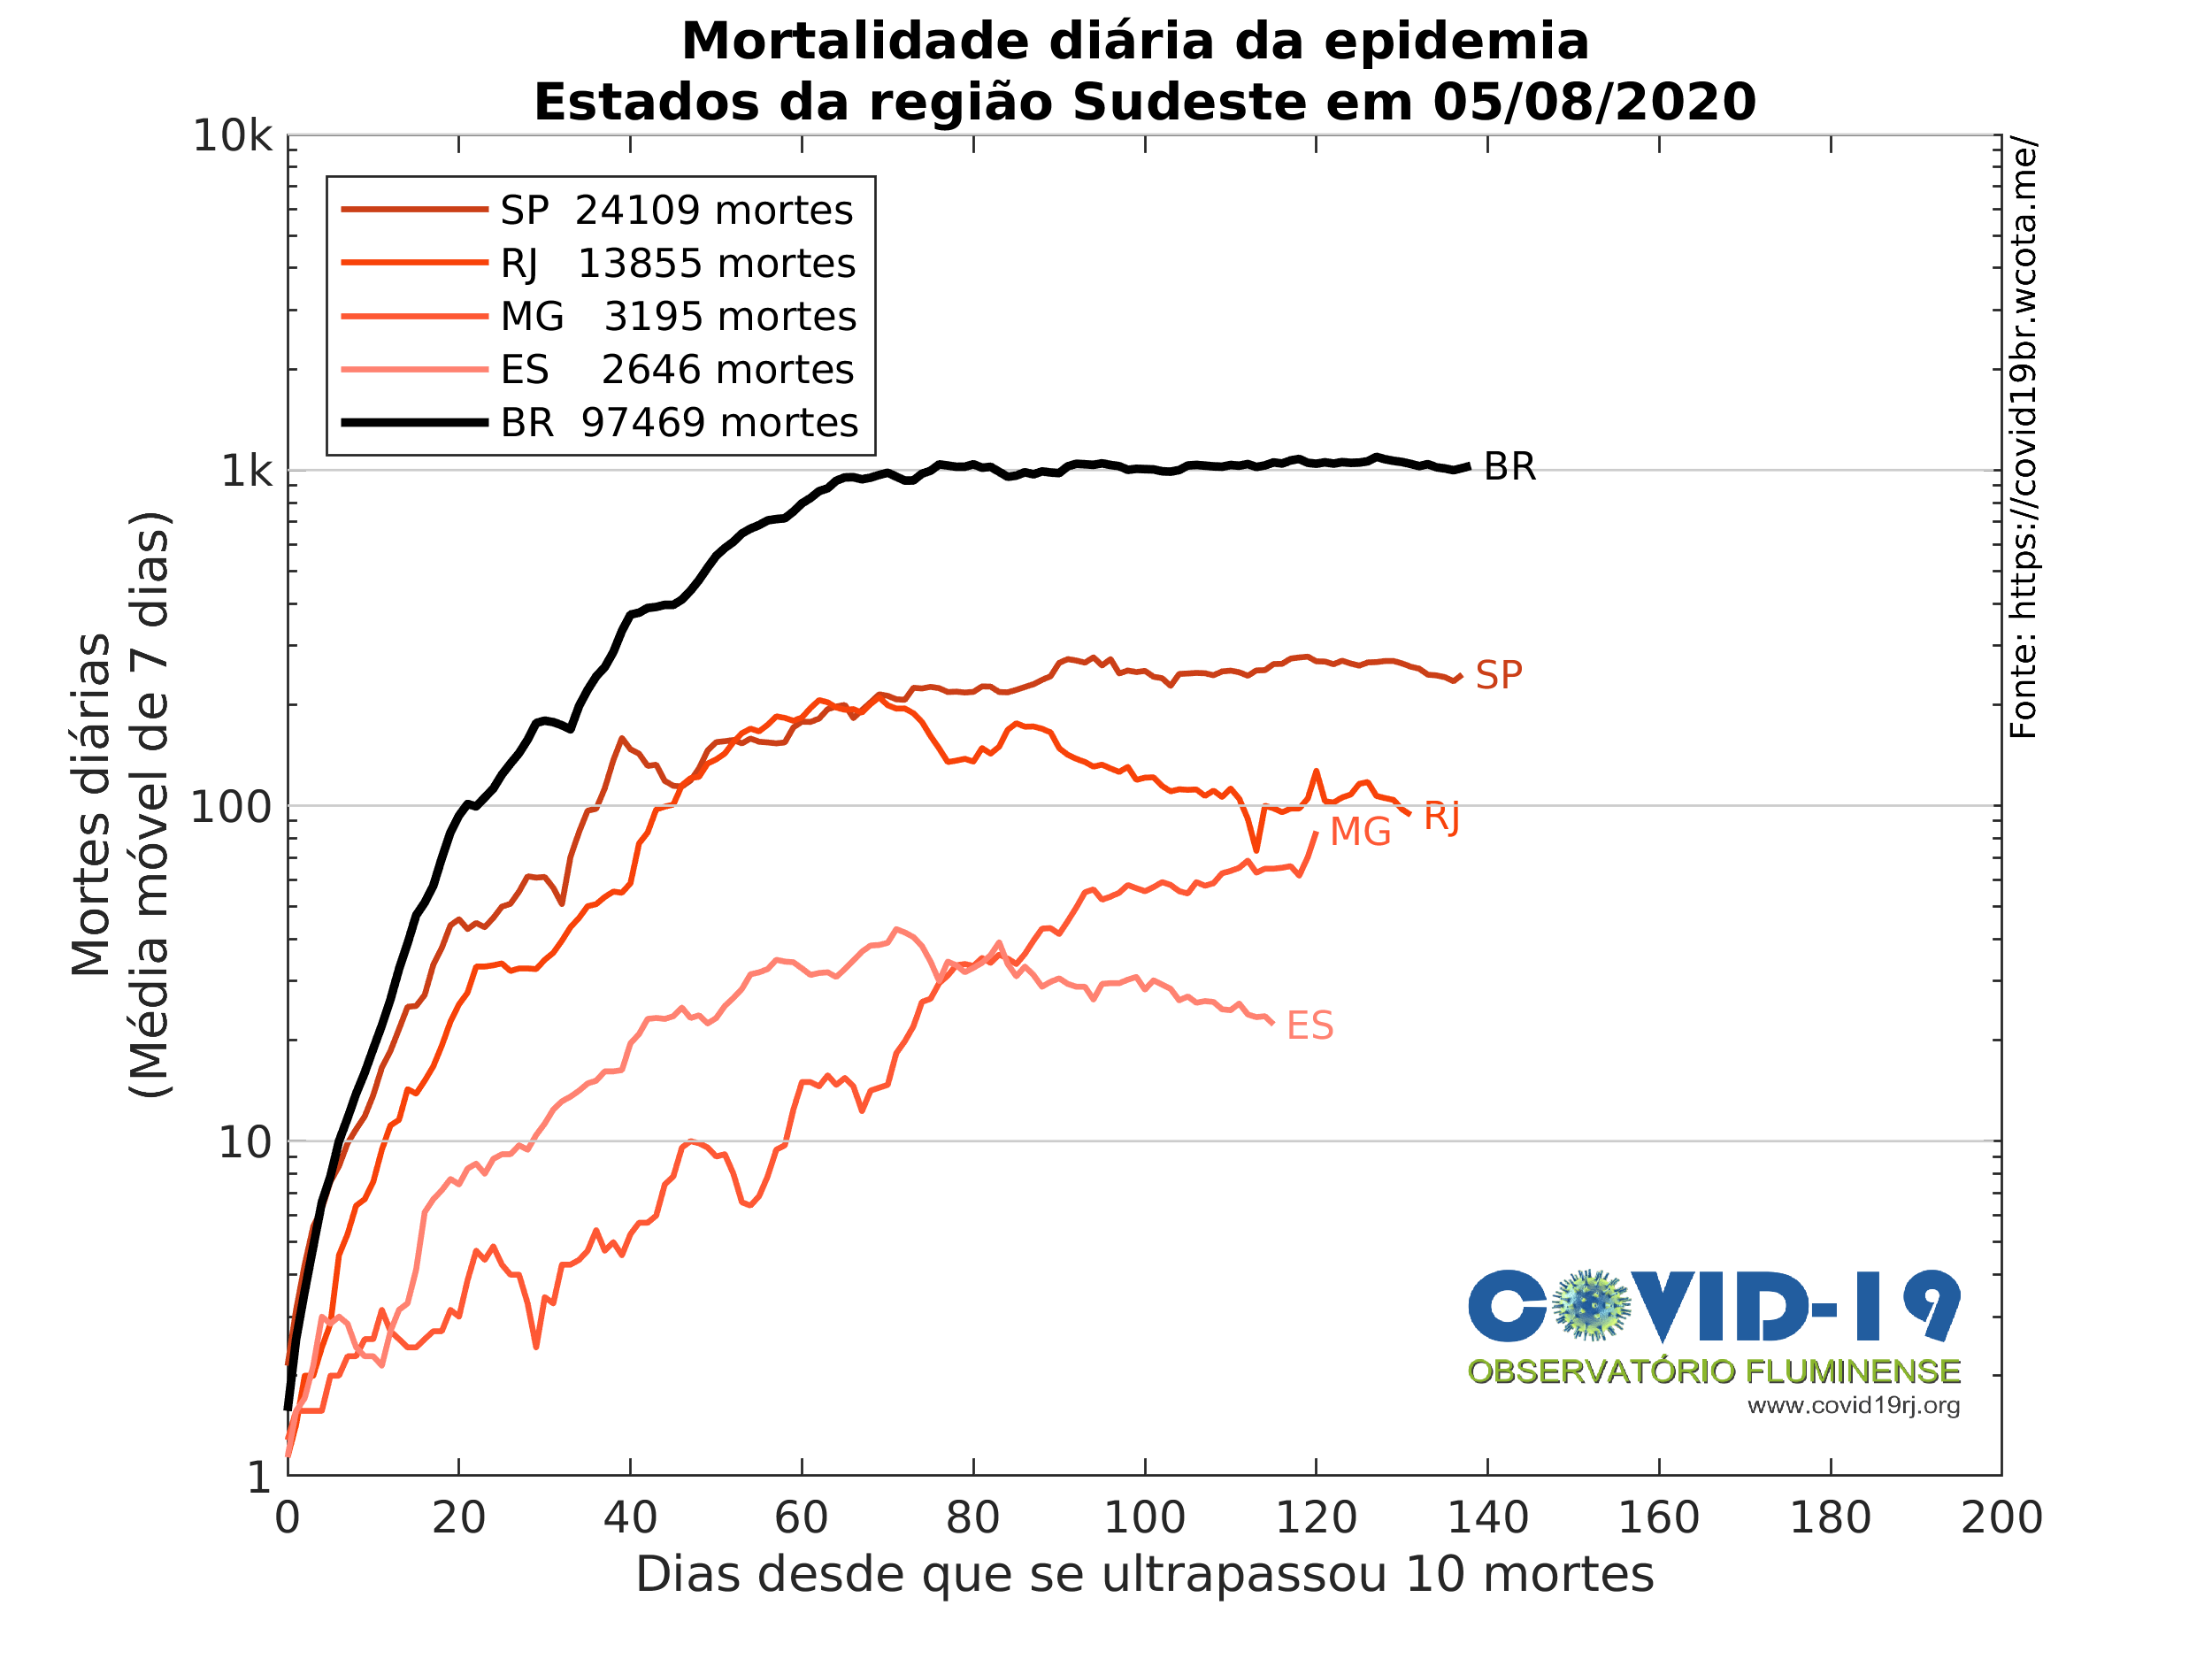 Mortalidade diária da epidemia
Estados da região Sudeste em 05/08/2020
10k
1k
100
10
1
SP 24109 mortes
RJ 13855 mortes
MG 3195 mortes
ES 2646 mortes
BR 97469 mortes
Mortes diárias
(Média móvel de 7 dias)
BR
SP
RJ
MG
ES
Fonte: https://covid19br.wcota.me/
COVID-19
OBSERVATÓRIO FLUMINENSE
www.covid19rj.org
0 20 40 60 80 100 120 140 160 180 200
Dias desde que se ultrapassou 10 mortes